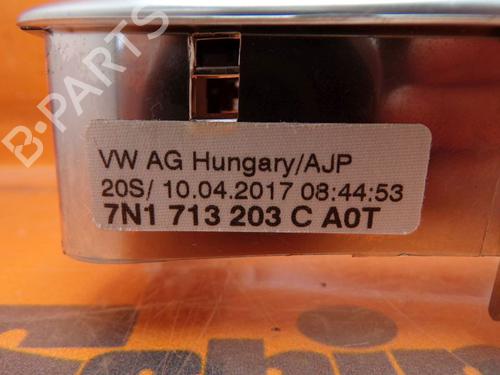 B-PARTS
VW AG Hungary/AJP
20S/ 10.04.2017 08:44:53
7N1 713 203 C A0T